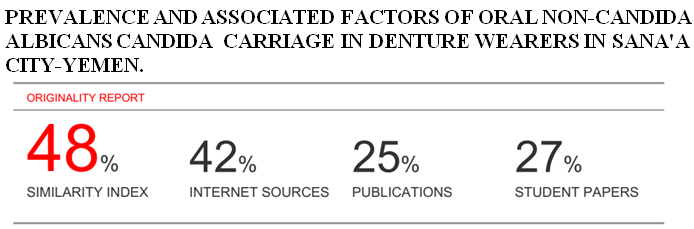 PREVALENCE AND ASSOCIATED FACTORS OF ORAL NON-CANDIDA
ALBICANS CANDIDA CARRIAGE IN DENTURE WEARERS IN SANA'A
CITY-YEMEN.
ORIGINALITY REPORT
48% 42% 25% 27%
SIMILARITY INDEX INTERNET SOURCES PUBLICATIONS STUDENT PAPERS